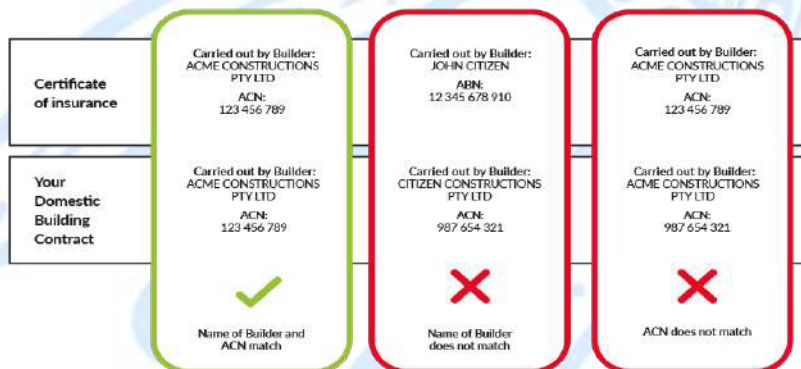 Certificate
of insurance
Carried out by Builder:
ACME CONSTRUCTIONS
PTY LTD
ACN:
123 456 789
Carried out by Builder:
JOHN CITIZEN
ABN:
12 345 678 910
Carried out by Builder:
ACME CONSTRUCTIONS
PTY LTD
ACN:
123 456 789
Your
Domestic
Building
Contract
Carried out by Builder:
ACME CONSTRUCTIONS
PTY LTD
ACN:
123 456 789
Carried out by Builder:
CITIZEN CONSTRUCTIONS
PTY LTD
ACN:
987 654 321
Carried out by Builder:
ACME CONSTRUCTIONS
PTY LTD
ACN:
987 654 321
Name of Builder and
ACN match
Name of Builder
does not match
ACN does not match